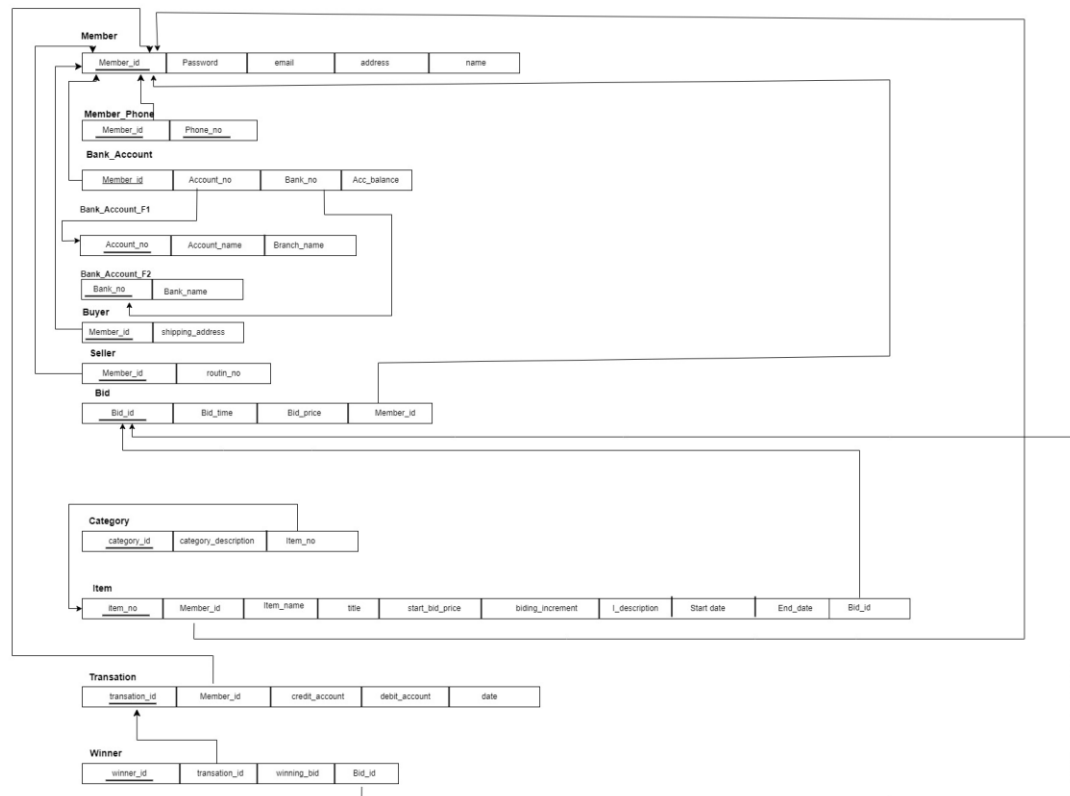 Member
Member_id Password email address name
Member_Phone
Member_id Phone_no
Bank_Account
Member_id Account_no Bank_no Acc_balance
Bank_Account_F1
Account_no Account_name Branch_name
Bank_Account_F2
Bank_no Bank_name
Buyer
Member_id shipping_address
Seller
Member_id routin_no
Bid
Bid_id Bid_time Bid_price Member_id
Category
category_id category_description Item_no
Item
item_no Member_id Item_name title start_bid_price biding_increment I_description Start date End_date Bid_id
Transation
transation_id Member_id credit_account debit_account date
Winner
winner_id transation_id winning_bid Bid_id